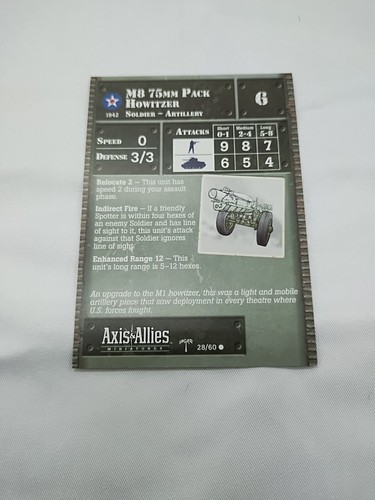 M8 75MM PACK
HOWITZER
6
1942 SOLDIER – ARTILLERY
SPEED 0
DEFENSE 3/3
ATTACKS Short 0-1 Medium 2-4 Long 5-8
9 8 7
6 5 4
Relocate 2 — This unit has
speed 2 during your assault
phase.
Indirect Fire — If a friendly
Spotter is within four hexes of
an enemy Soldier and has line
of sight to it, this unit's attack
against that Soldier ignores
line of sight.
Enhanced Range 12 — This
unit's long range is 5–12 hexes.
An upgrade to the M1 howitzer, this was a light and mobile
artillery piece that saw deployment in every theatre where
U.S. forces fought.
Axis & Allies
MINIATURES
28/60